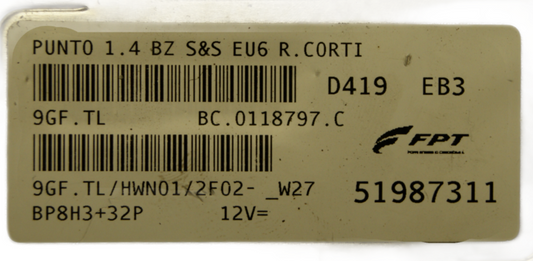 PUNTO 1.4 BZ S&S EU6 R.CORTI
D419 EB3
9GF.TL BC.0118797.C
FPT
9GF.TL/HWN01/2F02- _W27
51987311
BP8H3+32P 12V=